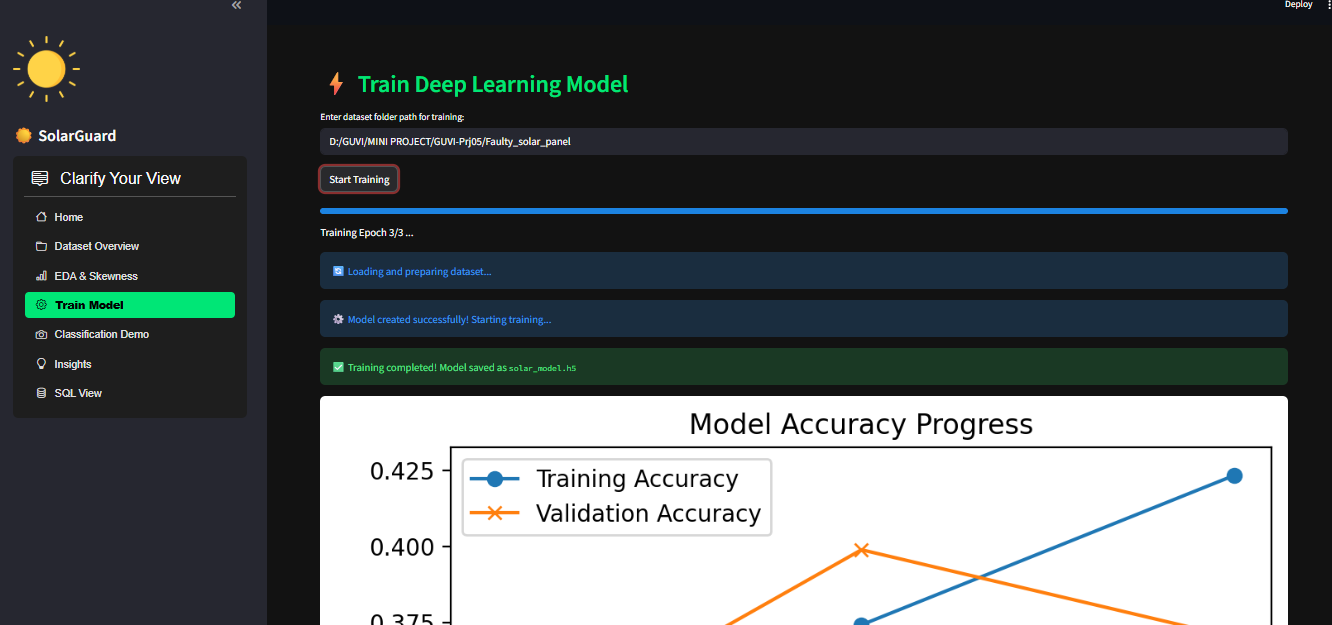 Deploy
SolarGuard
Clarify Your View
Home
Dataset Overview
EDA & Skewness
Train Model
Classification Demo
Insights
SQL View
Train Deep Learning Model
Enter dataset folder path for training:
D:/GUVI/MINI PROJECT/GUVI-Prj05/Faulty_solar_panel
Start Training
Training Epoch 3/3 ...
Loading and preparing dataset...
Model created successfully! Starting training...
Training completed! Model saved as solar_model.h5
Model Accuracy Progress
0.425
Training Accuracy
Validation Accuracy
0.400
0.375